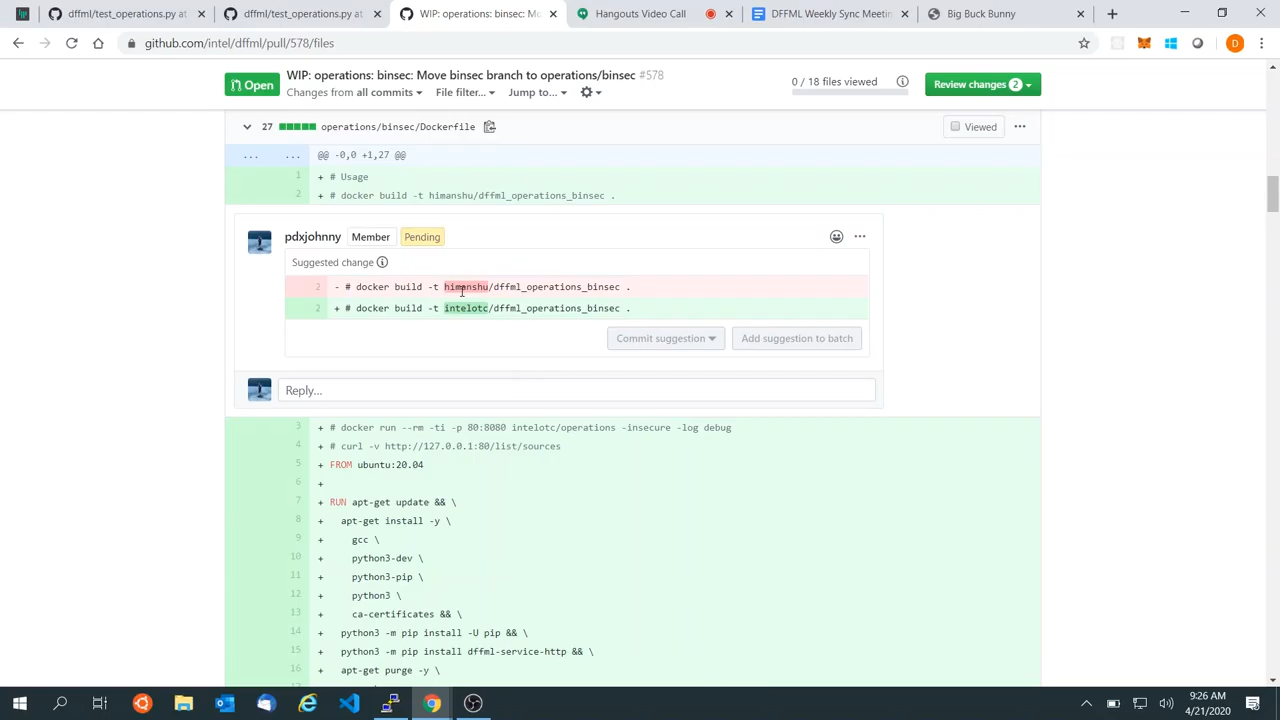 dffml/test_operations.py at
dffml/test_operations.py at
WIP: operations: binsec: Mo
Hangouts Video Call
DFFML Weekly Sync Meetin
Big Buck Bunny
github.com/intel/dffml/pull/578/files
D
Open
WIP: operations: binsec: Move binsec branch to operations/binsec #578
Changes from all commits
File filter...
Jump to...
0 / 18 files viewed
Review changes 2
27 operations/binsec/Dockerfile
Viewed
... ... @@ -0,0 +1,27 @@
1 + # Usage
2 + # docker build -t himanshu/dffml_operations_binsec .
pdxjohnny Member Pending
Suggested change
2 - # docker build -t himanshu/dffml_operations_binsec .
2 + # docker build -t intelotc/dffml_operations_binsec .
Commit suggestion
Add suggestion to batch
Reply...
3 + # docker run --rm -ti -p 80:8080 intelotc/operations -insecure -log debug
4 + # curl -v http://127.0.0.1:80/list/sources
5 + FROM ubuntu:20.04
6 +
7 + RUN apt-get update && \
8 + apt-get install -y \
9 + gcc \
10 + python3-dev \
11 + python3-pip \
12 + python3 \
13 + ca-certificates && \
14 + python3 -m pip install -U pip && \
15 + python3 -m pip install dffml-service-http && \
16 + apt-get purge -y \
9:26 AM
4/21/2020